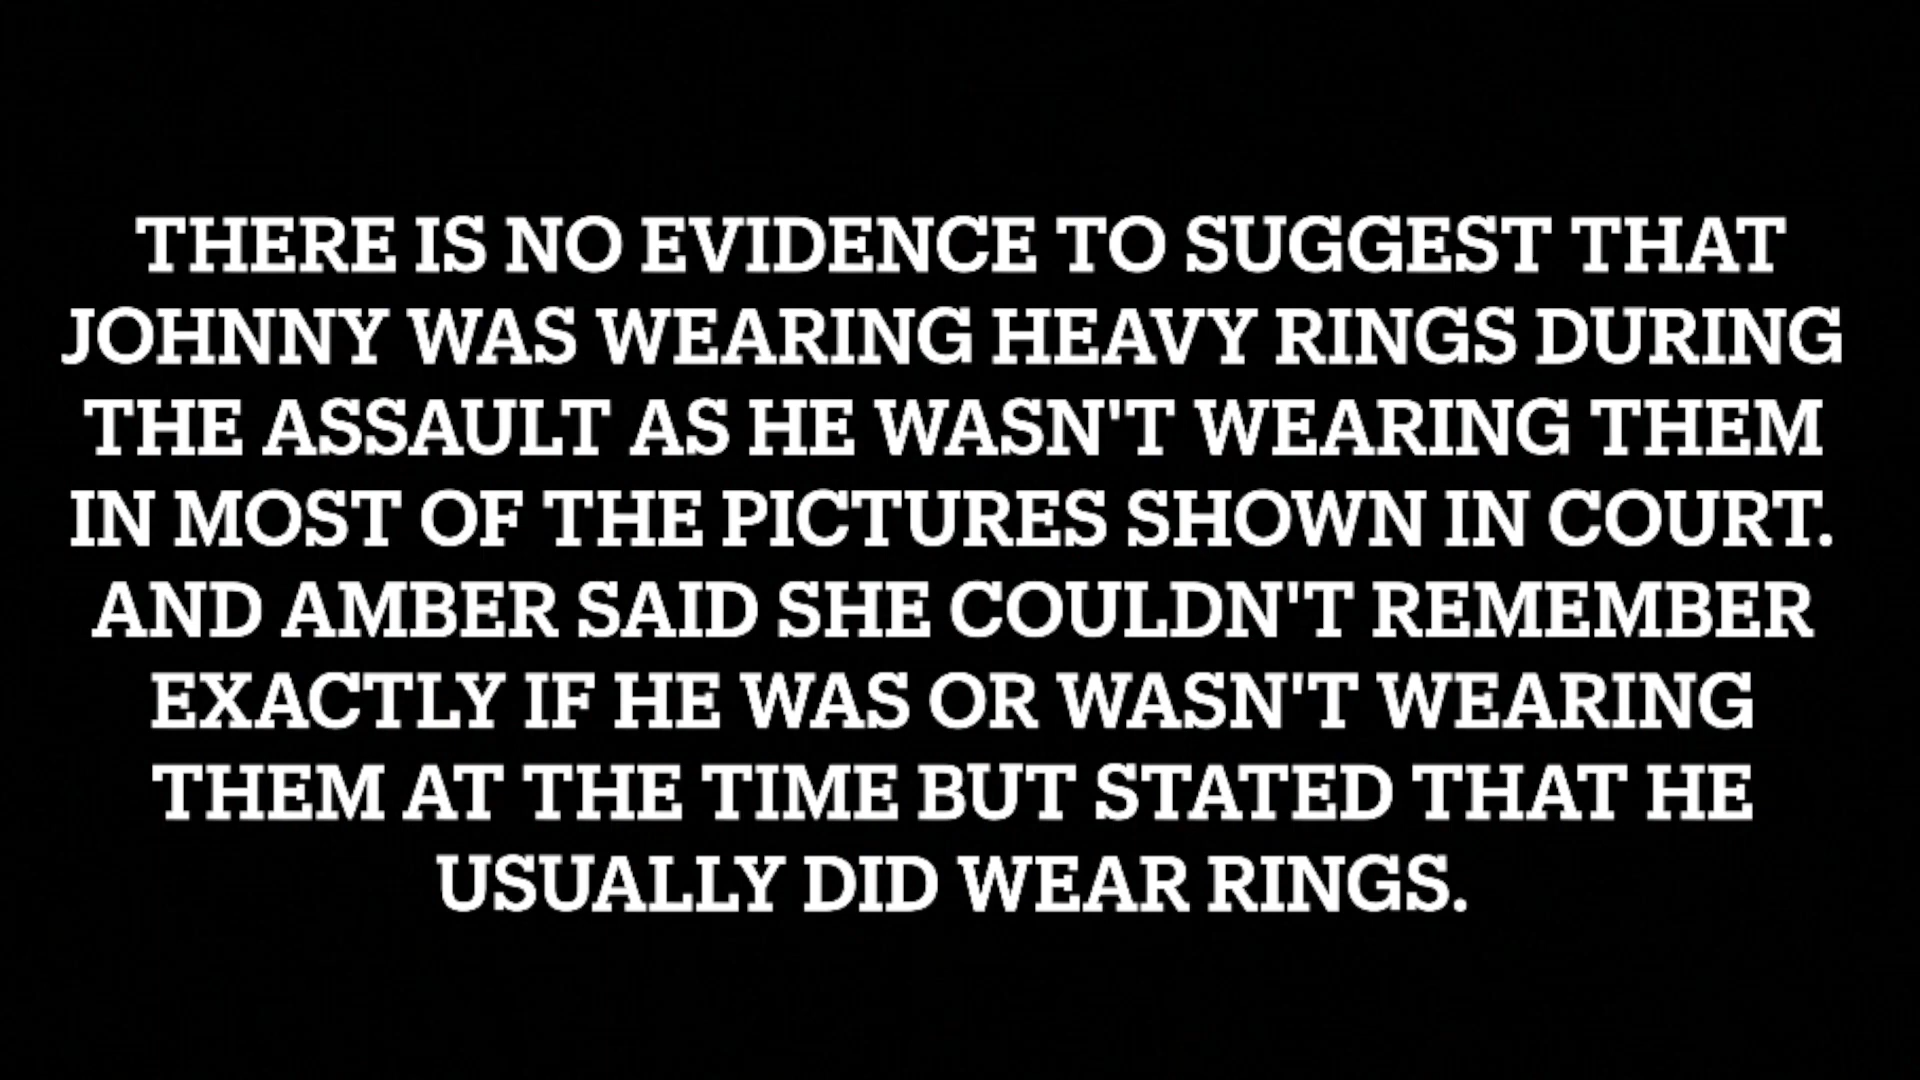 THERE IS NO EVIDENCE TO SUGGEST THAT
JOHNNY WAS WEARING HEAVY RINGS DURING
THE ASSAULT AS HE WASN'T WEARING THEM
IN MOST OF THE PICTURES SHOWN IN COURT.
AND AMBER SAID SHE COULDN'T REMEMBER
EXACTLY IF HE WAS OR WASN'T WEARING
THEM AT THE TIME BUT STATED THAT HE
USUALLY DID WEAR RINGS.